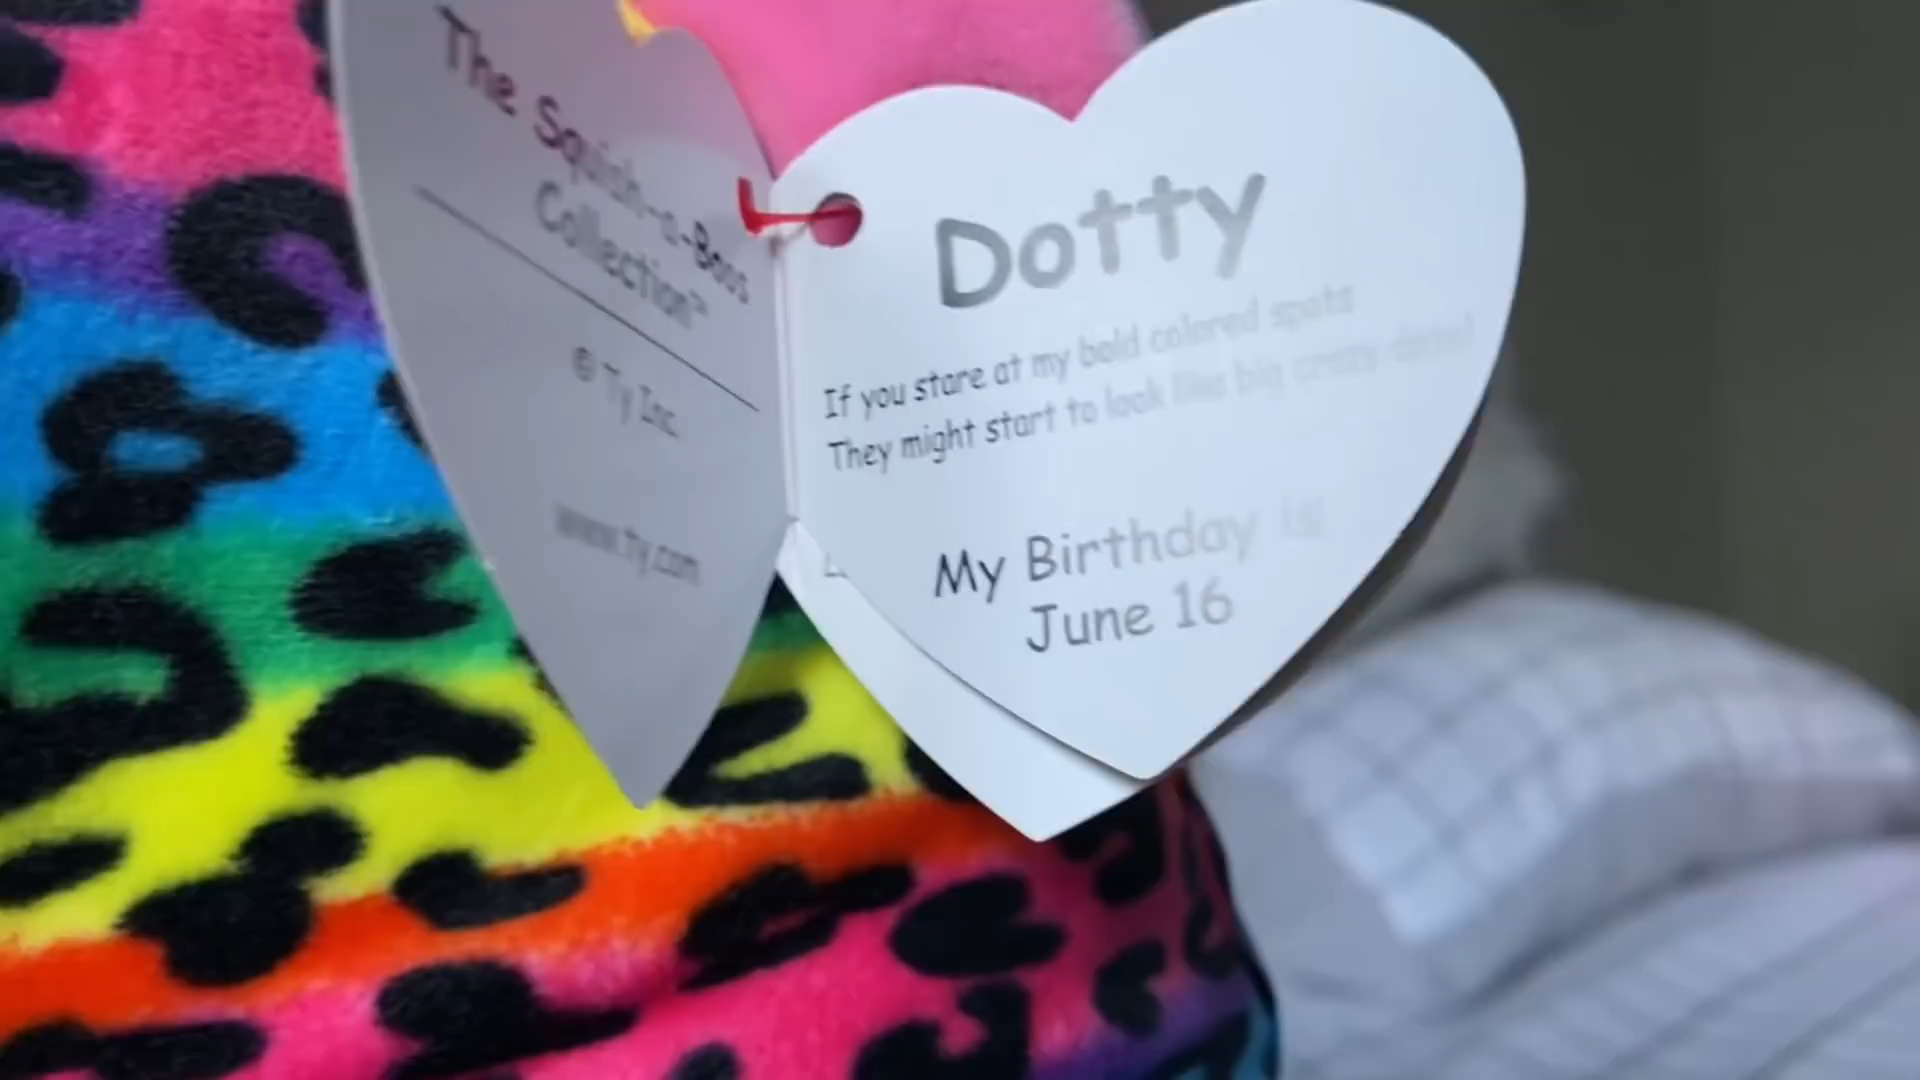 The Squish-a-Boos
Collection™
© Ty Inc.
www.ty.com
Dotty
If you stare at my bold colored spots
They might start to look like big crazy dots!
My Birthday is
June 16